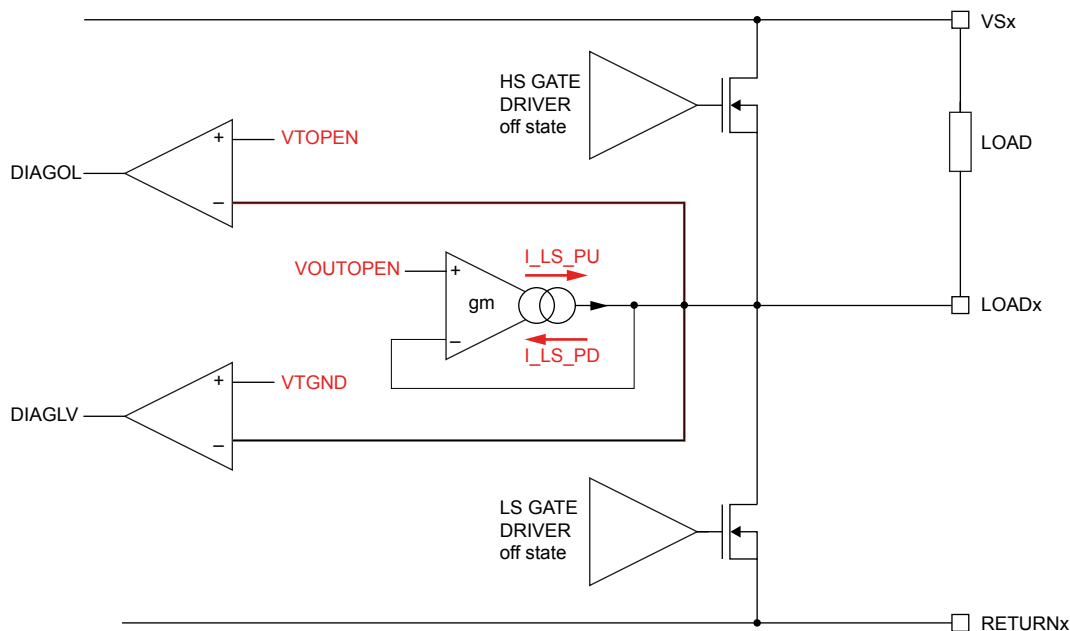 VSx
HS GATE
DRIVER
off state
+
VTOPEN
LOAD
DIAGOL
−
I_LS_PU
VOUTOPEN
+
gm
LOADx
−
I_LS_PD
+
VTGND
DIAGLV
−
LS GATE
DRIVER
off state
RETURNx